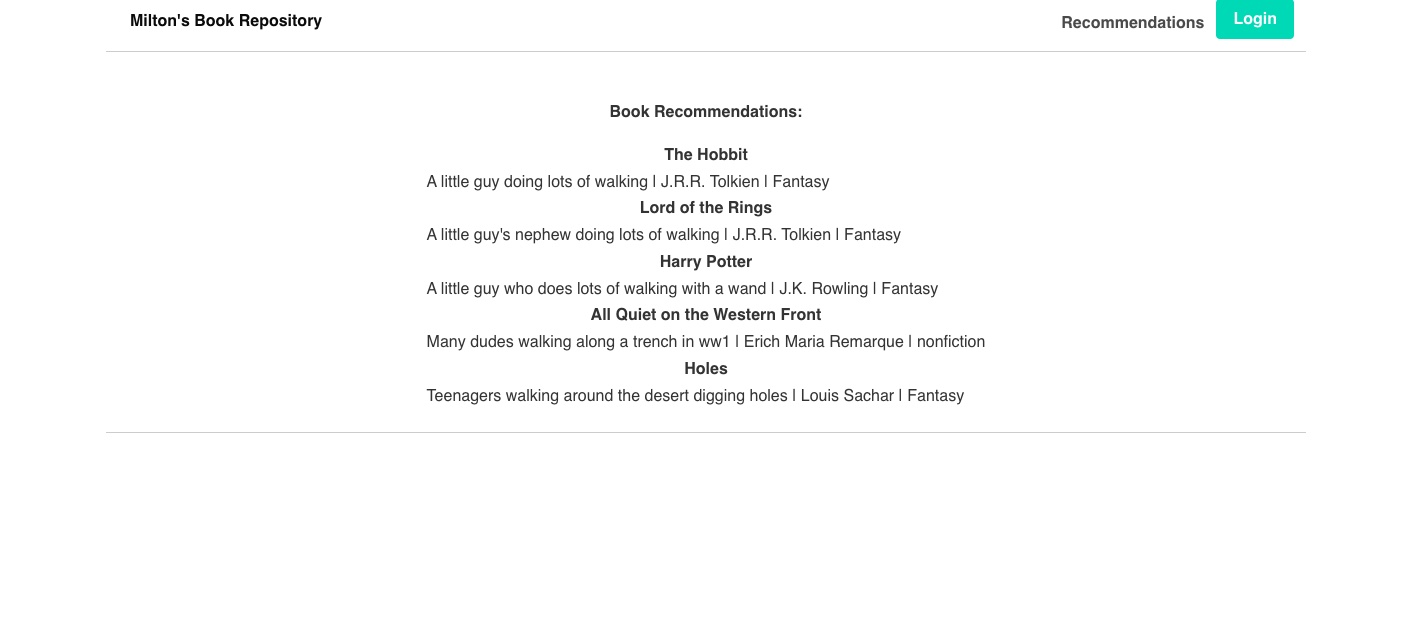 Milton's Book Repository
Recommendations
Login
Book Recommendations:
The Hobbit
A little guy doing lots of walking | J.R.R. Tolkien | Fantasy
Lord of the Rings
A little guy's nephew doing lots of walking | J.R.R. Tolkien | Fantasy
Harry Potter
A little guy who does lots of walking with a wand | J.K. Rowling | Fantasy
All Quiet on the Western Front
Many dudes walking along a trench in ww1 | Erich Maria Remarque | nonfiction
Holes
Teenagers walking around the desert digging holes | Louis Sachar | Fantasy